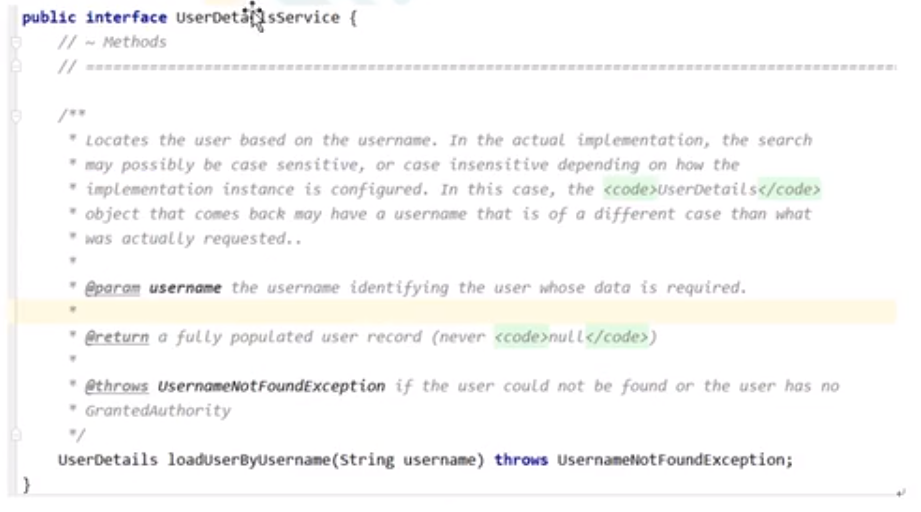 public interface UserDetailsService {
// ~ Methods
// ================================================================================================
/**
* Locates the user based on the username. In the actual implementation, the search
* may possibly be case sensitive, or case insensitive depending on how the
* implementation instance is configured. In this case, the <code>UserDetails</code>
* object that comes back may have a username that is of a different case than what
* was actually requested..
*
* @param username the username identifying the user whose data is required.
*
* @return a fully populated user record (never <code>null</code>)
*
* @throws UsernameNotFoundException if the user could not be found or the user has no
* GrantedAuthority
*/
UserDetails loadUserByUsername(String username) throws UsernameNotFoundException;
}